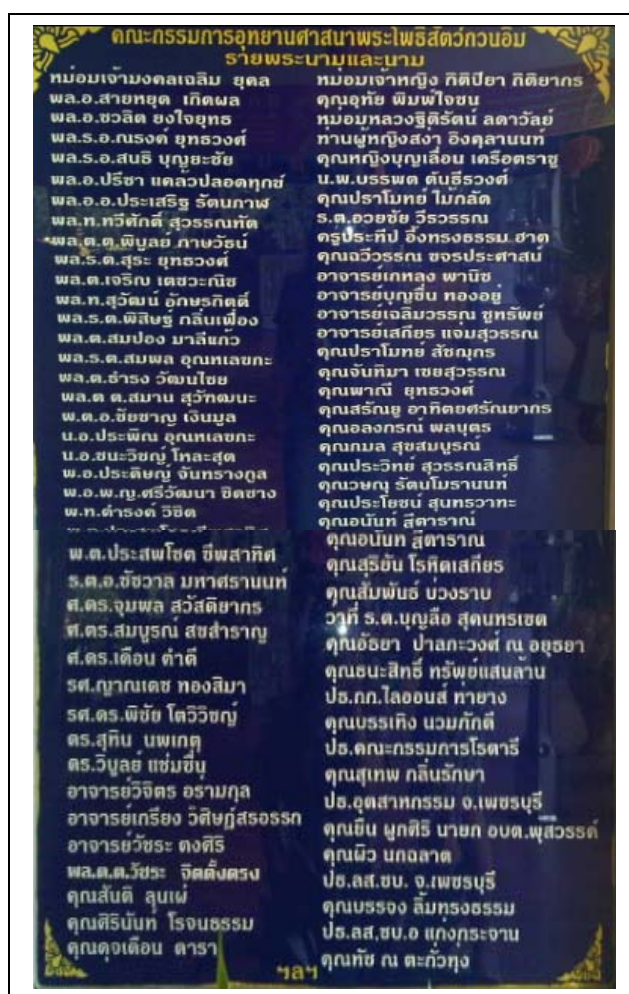 คณะกรรมการอุทยานศาสนาพระโพธิสัตว์กวนอิม
รายพระนามและนาม
หม่อมเจ้ามงคลเฉลิม ยุคล
พล.อ.สายหยุด เกิดผล
พล.อ.ชวลิต ยงใจยุทธ
พล.ร.อ.ณรงค์ ยุทธวงศ์
พล.ร.อ.สนธิ บุญยะชัย
พล.อ.ปรีชา แคล้วปลอดทุกข์
พล.อ.อ.ประเสริฐ รัตนกาฬ
พล.ท.ทวีศักดิ์ สุวรรณทัต
พล.ต.ต.พิบูลย์ ภาษวัธน์
พล.ร.ต.สุระ ยุทธวงศ์
พล.ต.เจริญ เตชวะณิช
พล.ท.สุวัฒน์ อักษรกิตติ์
พล.ร.ต.พิสิษฐ์ กลิ่นเฟื่อง
พล.ต.สมปอง มาลีแก้ว
พล.ร.ต.สมพล อุณหเลขกะ
พล.ต.ธำรง วัฒนไชย
พล.ต ต.สมาน สุวัฑฒนะ
พ.ต.อ.ชัยชาญ เงินมูล
น.อ.ประพิณ อุณหเลขกะ
น.อ.ชนะวิชญ์ โหละสุต
พ.อ.ประดิษญ์ จันทรางกูล
พ.อ.พ.ญ.ศรีวัฒนา ชิตช่าง
พ.ท.ดำรงค์ วิชิต
พ.ต.ประสพโชค ชีพสาทิศ
ร.ต.อ.ชัชวาล มหาศรานนท์
ศ.ดร.จุมพล สวัสดิยากร
ศ.ดร.สมบูรณ์ สุขสำราญ
ศ.ดร.เดือน คำดี
รศ.ญาณเดช ทองสิมา
รศ.ดร.พิชัย โตวิวิชญ์
ดร.สุทิน นพเกตุ
ดร.วิบูลย์ แช่มชื่น
อาจารย์วิจิตร อรามกุล
อาจารย์เกรียง วิศิษฎ์สรอรรถ
อาจารย์วัชระ คงศิริ
พล.ต.ต.วัชระ จิตตั้งตรง
คุณสันติ ลุนเผ่
คุณศิรินันท์ โรจนธรรม
คุณดุจเดือน ดารา
หม่อมเจ้าหญิง กิติปียา กิติยากร
คุณอุทัย พิมพ์ใจชน
หม่อมหลวงฐิติรัตน์ ลดาวัลย์
ท่านผู้หญิงสง่า อิงคุลานนท์
คุณหญิงบุญเลื่อน เครือตราชู
น.พ.บรรพต ตันธีรวงศ์
คุณปราโมทย์ ไม้กลัด
ร.ต.อวยชัย วีรวรรณ
ครูประทีป อึ้งทรงธรรม ฮาตะ
คุณฉวีวรรณ ขจรประศาสน์
อาจารย์เกหลง พานิช
อาจารย์บุญชื่น ทองอยู่
อาจารย์เฉลิมวรรณ ชูทรัพย์
อาจารย์เสถียร แจ่มสุวรรณ
คุณปราโมทย์ สัชฌุกร
คุณจันทิมา เชยสุวรรณ
คุณพาณี ยุทธวงศ์
คุณสรัณยู อาทิตยศรัณยากร
คุณอลงกรณ์ พลบุตร
คุณกมล สุขสมบูรณ์
คุณประวิทย์ สุวรรณสิทธิ์
คุณวษณุ รัตนโมรานนท์
คุณประโยชน์ สุนทรวาทะ
คุณอนันท์ สีตาราณ์
คุณอนันท์ สีตาราณ์
คุณสุริยัน โรหิตเสถียร
คุณสัมพันธ์ บ่วงราบ
ว่าที่ ร.ต.บุญลือ สุคนทรเขต
คุณอัธยา ปาลกะวงศ์ ณ อยุธยา
คุณธนะสิทธิ์ ทรัพย์แสนล้าน
ปธ.กก.ไลออนส์ ท่ายาง
คุณบรรเทิง นวมภักดี
ปธ.คณะกรรมการโรตารี
คุณสุเทพ กลิ่นรักษา
ปธ.อุตสาหกรรม จ.เพชรบุรี
คุณยืน ผูกศิริ นายก อบต.พุสวรรค์
คุณผิว นกฉลาด
ปธ.ลส.ชบ. จ.เพชรบุรี
คุณบรรจง ลิ้มทรงธรรม
ปธ.ลส.ชบ.อ แก่งกระจาน
คุณทัช ณ ตะกั่วทุ่ง
ฯลฯ